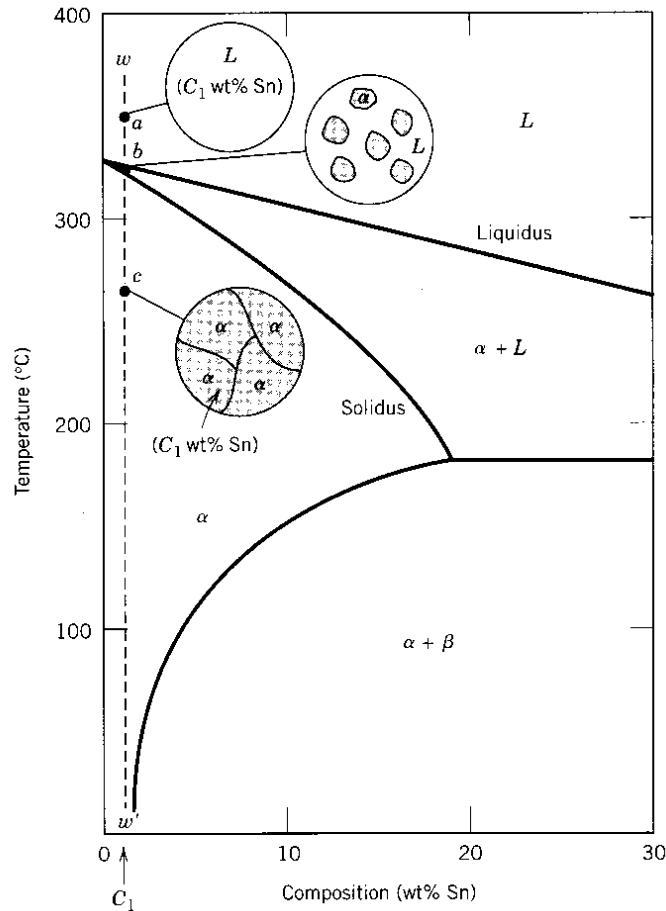 400
w
L
(C₁ wt% Sn)
a
α
L
L
b
300
Liquidus
c
α
α
α
α
α + L
Solidus
(C₁ wt% Sn)
200
Temperature (°C)
α
100
α + β
w'
0
0
10
20
30
C₁
Composition (wt% Sn)